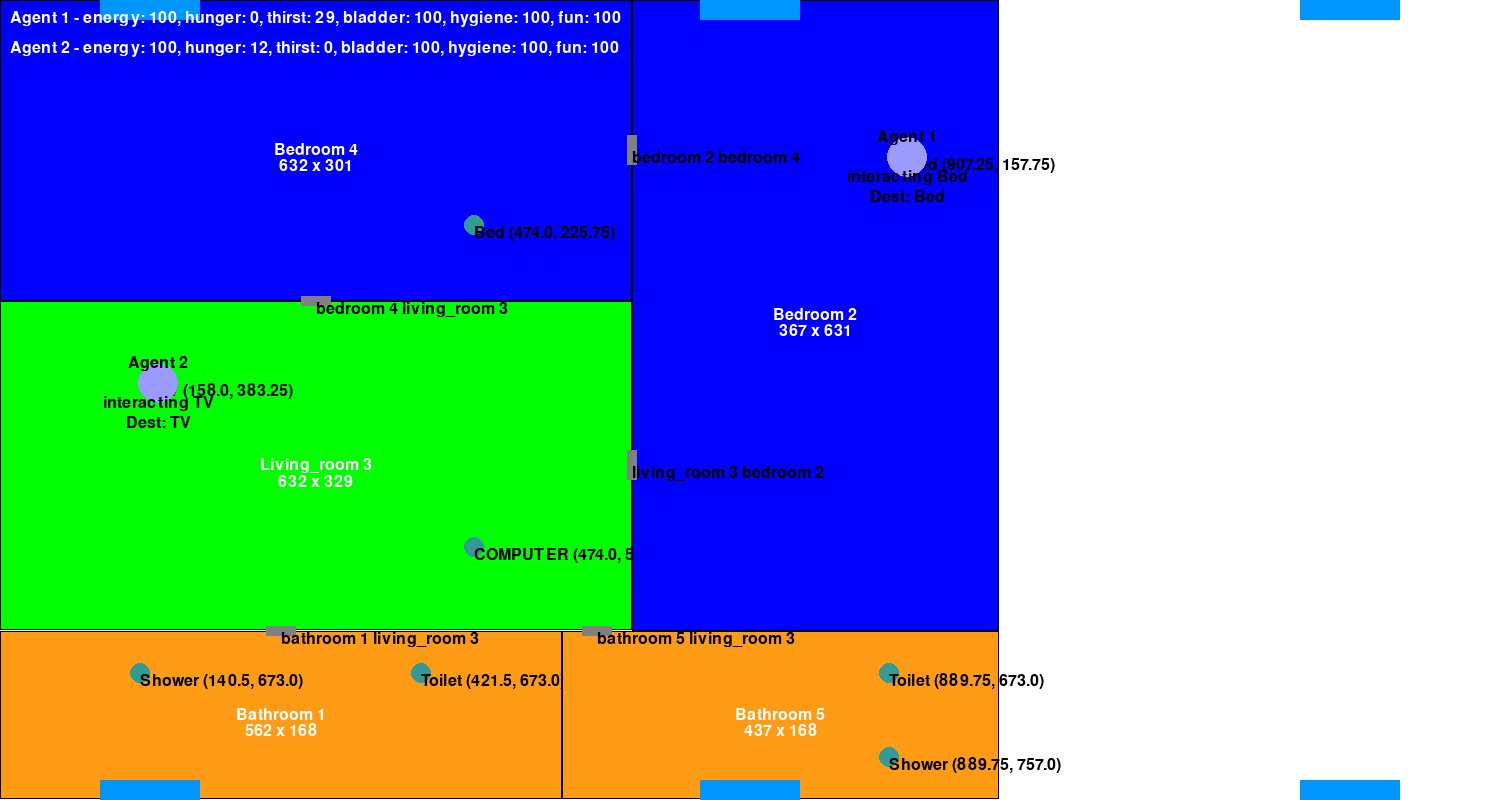 Agent 1 - energy: 100, hunger: 0, thirst: 29, bladder: 100, hygiene: 100, fun: 100
Agent 2 - energy: 100, hunger: 12, thirst: 0, bladder: 100, hygiene: 100, fun: 100
Agent 1
Bedroom 4
632 x 301
bedroom 2 bedroom 4
(907.25, 157.75)
interacting Bed
Dest: Bed
Bed (474.0, 225.75)
bedroom 4 living_room 3
Bedroom 2
367 x 631
Agent 2
(158.0, 383.25)
interacting TV
Dest: TV
Living_room 3
632 x 329
living_room 3 bedroom 2
COMPUTER (474.0, 5
bathroom 1 living_room 3
bathroom 5 living_room 3
Shower (140.5, 673.0)
Toilet (421.5, 673.0
Toilet (889.75, 673.0)
Bathroom 1
562 x 168
Bathroom 5
437 x 168
Shower (889.75, 757.0)